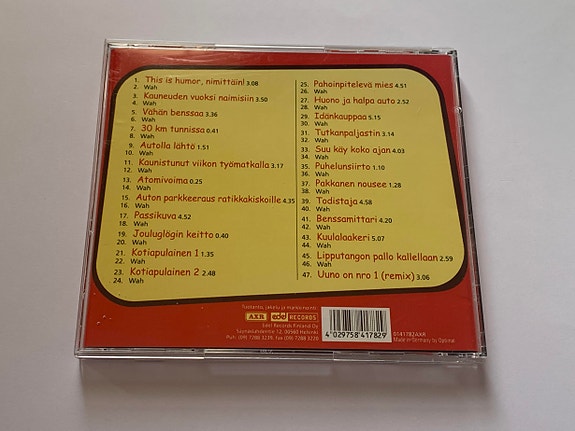 1. This is humor, nimittäin! 3.08
2. Wah
3. Kauneuden vuoksi naimisiin 3.50
4. Wah
5. Vähän benssaa 3.36
6. Wah
7. 30 km tunnissa 0.41
8. Wah
9. Autolla lähtö 1.51
10. Wah
11. Kaunistunut viikon työmatkalla 3.17
12. Wah
13. Atomivoima 0.25
14. Wah
15. Auton parkkeeraus ratikkakiskoille 4.35
16. Wah
17. Passikuva 4.52
18. Wah
19. Jouluglögin keitto 0.40
20. Wah
21. Kotiapulainen 1 1.35
22. Wah
23. Kotiapulainen 2 2.48
24. Wah
25. Pahoinpitelevä mies 4.51
26. Wah
27. Huono ja halpa auto 2.52
28. Wah
29. Idänkauppaa 5.15
30. Wah
31. Tutkanpaljastin 3.14
32. Wah
33. Suu käy koko ajan 4.03
34. Wah
35. Puhelunsiirto 1.10
36. Wah
37. Pakkanen nousee 1.28
38. Wah
39. Todistaja 4.58
40. Wah
41. Benssamittari 4.20
42. Wah
43. Kuulalaakeri 5.07
44. Wah
45. Lipputangon pallo kallellaan 2.59
46. Wah
47. Uuno on nro 1 (remix) 3.06
Tuotanto, jakelu ja markkinointi:
AXR edel RECORDS
Edel Records Finland Oy
Työpajankatu
4 029758 417829
0141782AXR
Made in Germany by Optimal